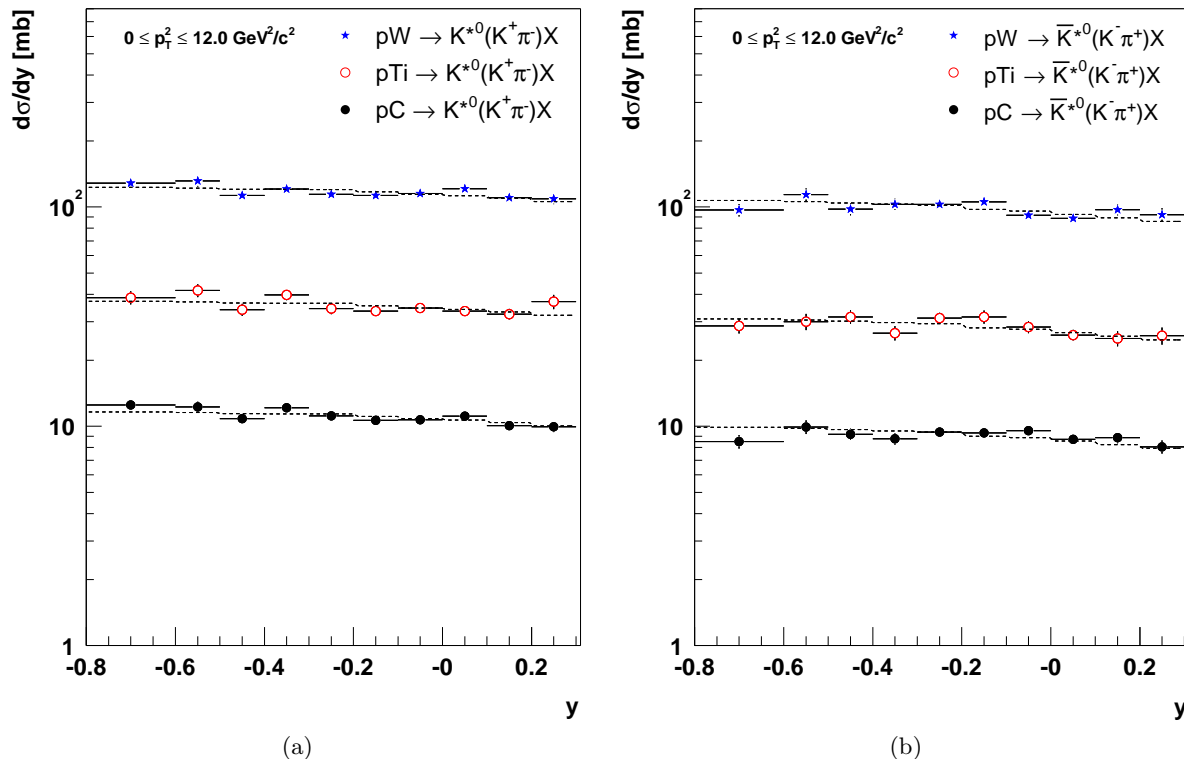 dσ/dy [mb]
0 ≤ p_T^2 ≤ 12.0 GeV^2/c^2
pW → K*^0(K^+π^-)X
pTi → K*^0(K^+π^-)X
pC → K*^0(K^+π^-)X
10^2
10
1
-0.8 -0.6 -0.4 -0.2 -0 0.2
y
(a)
dσ/dy [mb]
0 ≤ p_T^2 ≤ 12.0 GeV^2/c^2
pW → K̅*^0(K^-π^+)X
pTi → K̅*^0(K^-π^+)X
pC → K̅*^0(K^-π^+)X
10^2
10
1
-0.8 -0.6 -0.4 -0.2 -0 0.2
y
(b)